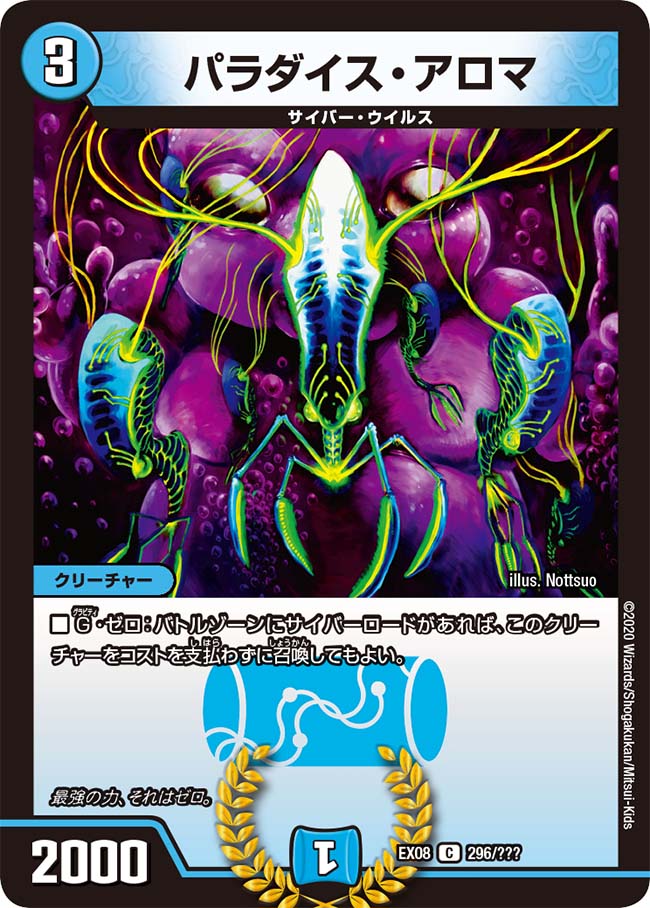 3
パラダイス・アロマ
サイバー・ウイルス
クリーチャー
illus. Nottsuo
■G・ゼロ：バトルゾーンにサイバーロードがあれば、このクリー
チャーをコストを支払わずに召喚してもよい。
最強の力、それはゼロ。
2000
1
EX08 C 296/???
©2020 Wizards/Shogakukan/Mitsui-Kids